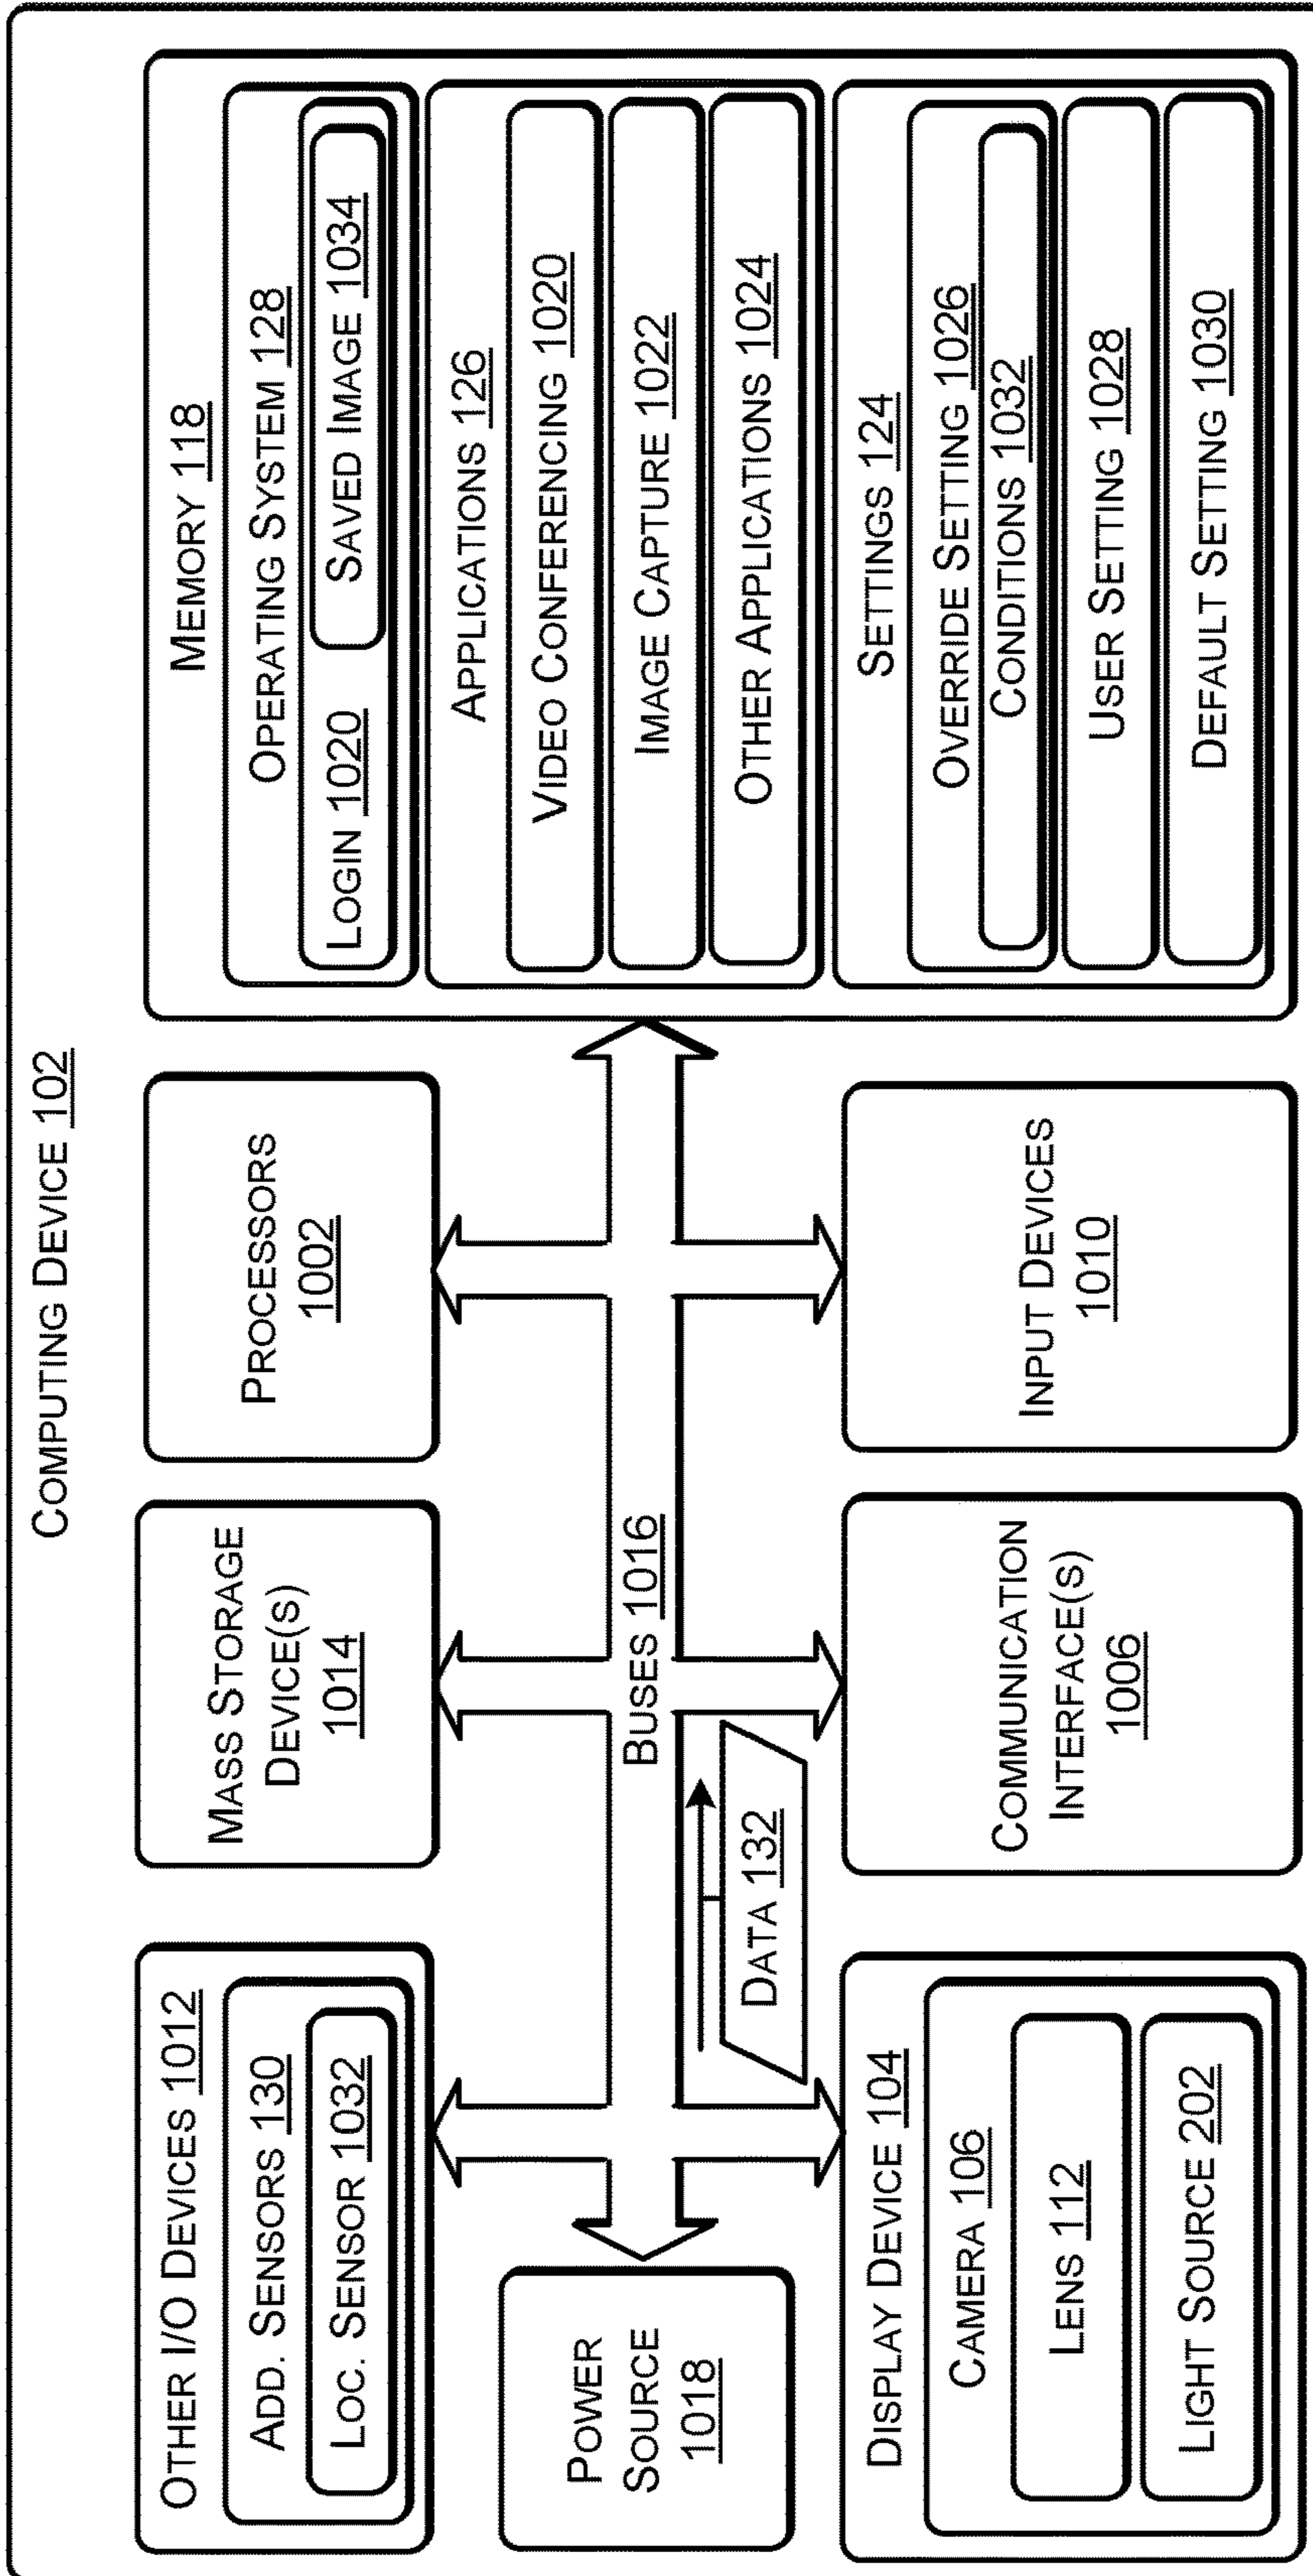 COMPUTING DEVICE 102
OTHER I/O DEVICES 1012
ADD. SENSORS 130
LOC. SENSOR 1032
MASS STORAGE
DEVICE(S)
1014
PROCESSORS
1002
POWER
SOURCE
1018
BUSES 1016
DATA 132
DISPLAY DEVICE 104
CAMERA 106
LENS 112
LIGHT SOURCE 202
COMMUNICATION
INTERFACE(S)
1006
INPUT DEVICES
1010
MEMORY 118
OPERATING SYSTEM 128
LOGIN 1020
SAVED IMAGE 1034
APPLICATIONS 126
VIDEO CONFERENCING 1020
IMAGE CAPTURE 1022
OTHER APPLICATIONS 1024
SETTINGS 124
OVERRIDE SETTING 1026
CONDITIONS 1032
USER SETTING 1028
DEFAULT SETTING 1030